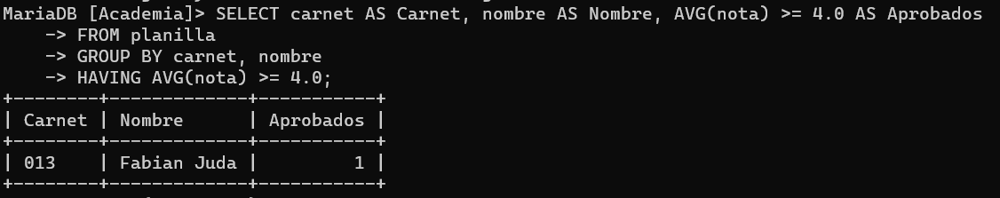 MariaDB [Academia]> SELECT carnet AS Carnet, nombre AS Nombre, AVG(nota) >= 4.0 AS Aprobados
    -> FROM planilla
    -> GROUP BY carnet, nombre
    -> HAVING AVG(nota) >= 4.0;
+--------+-------------+-----------+
| Carnet | Nombre      | Aprobados |
+--------+-------------+-----------+
| 013    | Fabian Juda |         1 |
+--------+-------------+-----------+